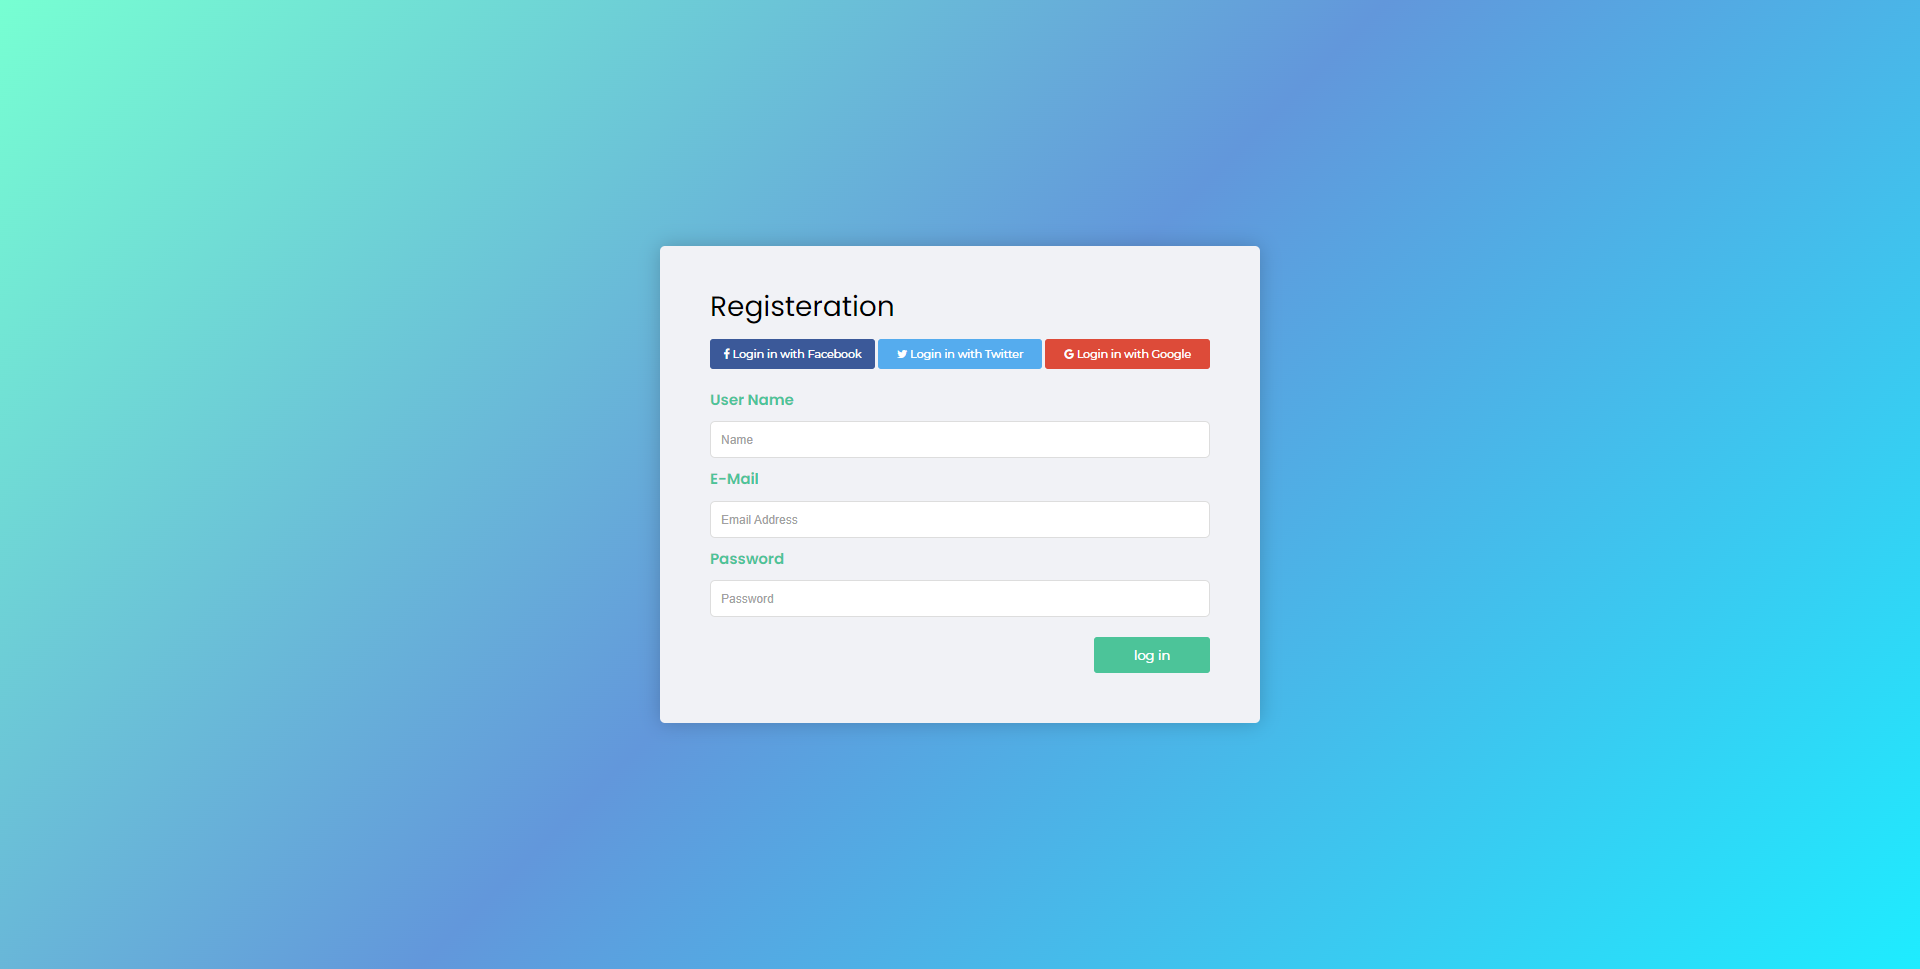 Registeration
Login in with Facebook Login in with Twitter Login in with Google
User Name
Name
E-Mail
Email Address
Password
Password
log in